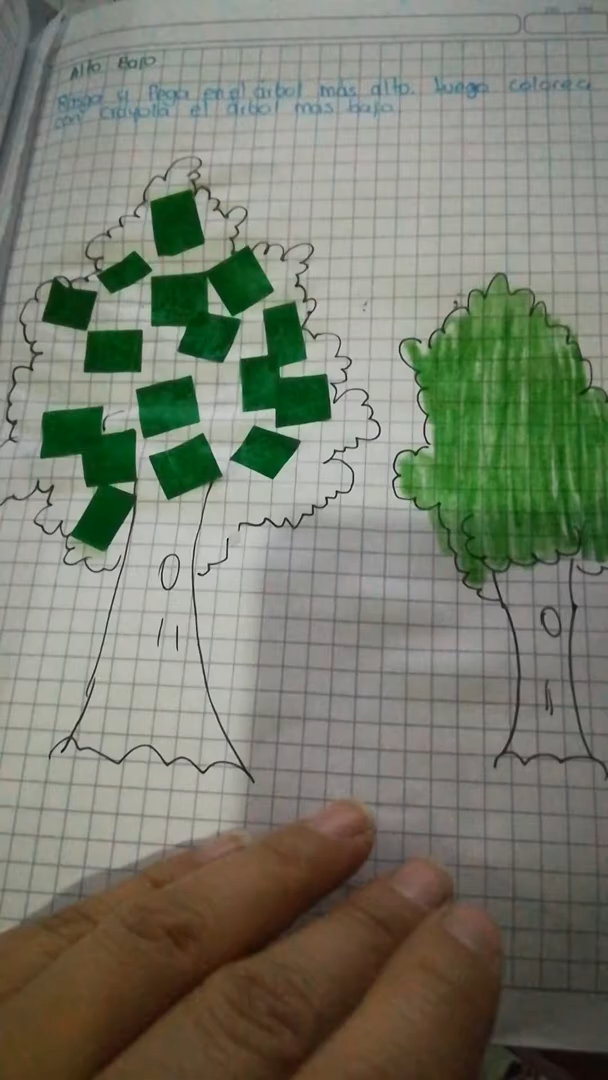 Alto Bajo
Rasga y Pega en el árbol más alto. Luego colorea
con crayola el árbol más bajo